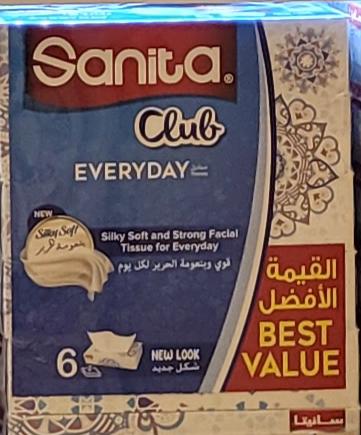 Sanita®
Club
EVERYDAY
NEW
Silky Soft
Silky Soft and Strong Facial
Tissue for Everyday
قوي وبنعومة الحرير لكل يوم
القيمة
الأفضل
BEST
VALUE
6
NEW LOOK
شكل جديد
سانيتا